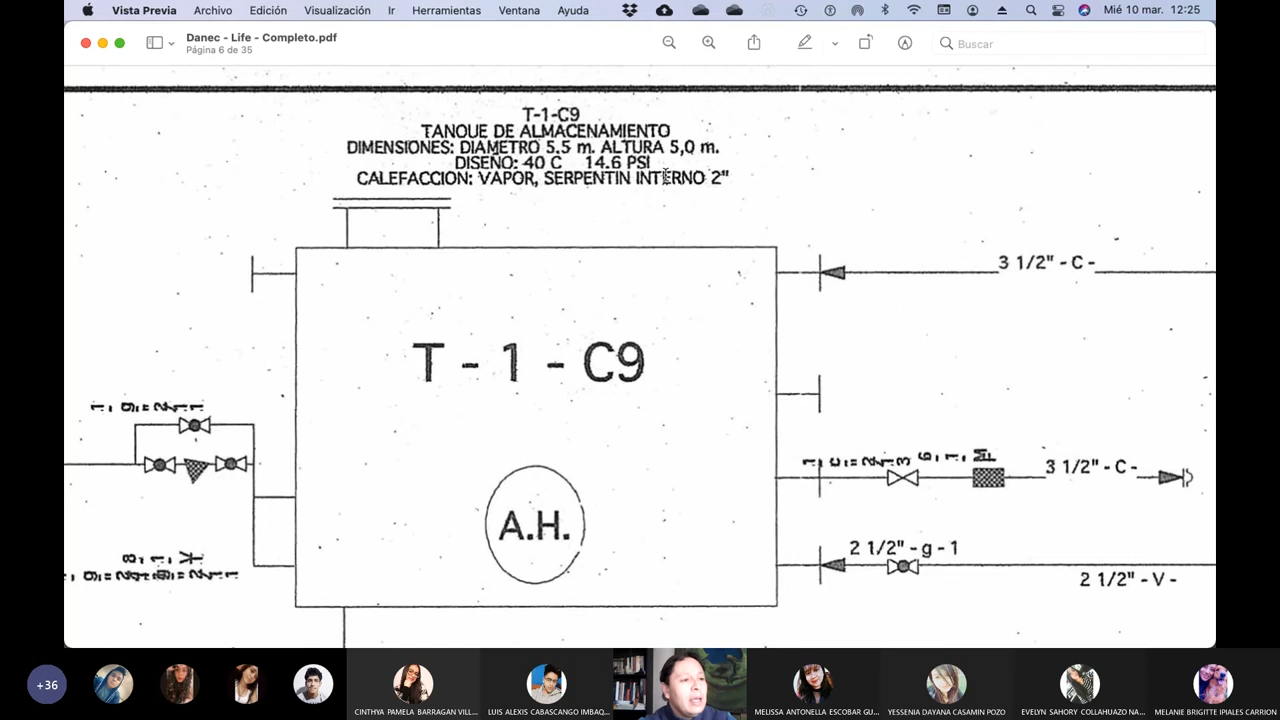 Vista Previa Archivo Edición Visualización Ir Herramientas Ventana Ayuda Mié 10 mar. 12:25
Danec - Life - Completo.pdf
Página 6 de 35
Buscar
T-1-C9
TANQUE DE ALMACENAMIENTO
DIMENSIONES: DIAMETRO 5.5 m. ALTURA 5,0 m.
DISEÑO: 40 C 14.6 PSI
CALEFACCION: VAPOR, SERPENTIN INTERNO 2"
3 1/2" - C -
T - 1 - C9
3 1/2" - C -
A.H.
2 1/2" - g - 1
2 1/2" - V -
+36
CINTHYA PAMELA BARRAGAN VILL...
LUIS ALEXIS CABASCANGO IMBAQ...
MELISSA ANTONELLA ESCOBAR GU...
YESSENIA DAYANA CASAMIN POZO
EVELYN SAHORY COLLAHUAZO NA...
MELANIE BRIGITTE IPIALES CARRION